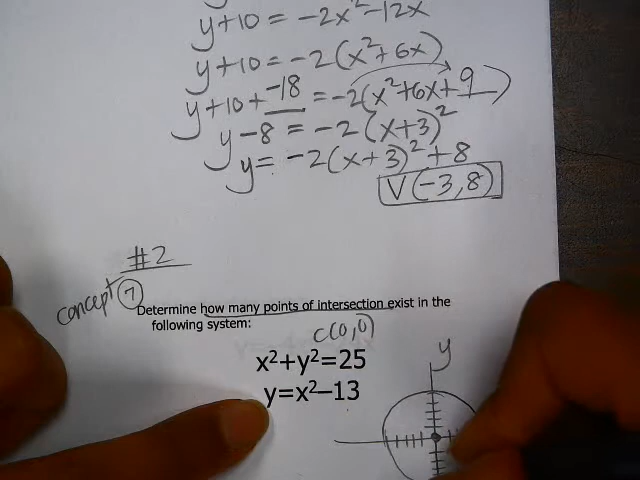 y+10 = -2x²-12x
y+10 = -2(x²+6x)
y+10+-18 = -2(x²+6x+9)
y-8 = -2(x+3)²
y= -2(x+3)²+8
V(-3,8)
#2
concept 7
Determine how many points of intersection exist in the
following system:
C(0,0)
x²+y²=25
y=x²–13
y